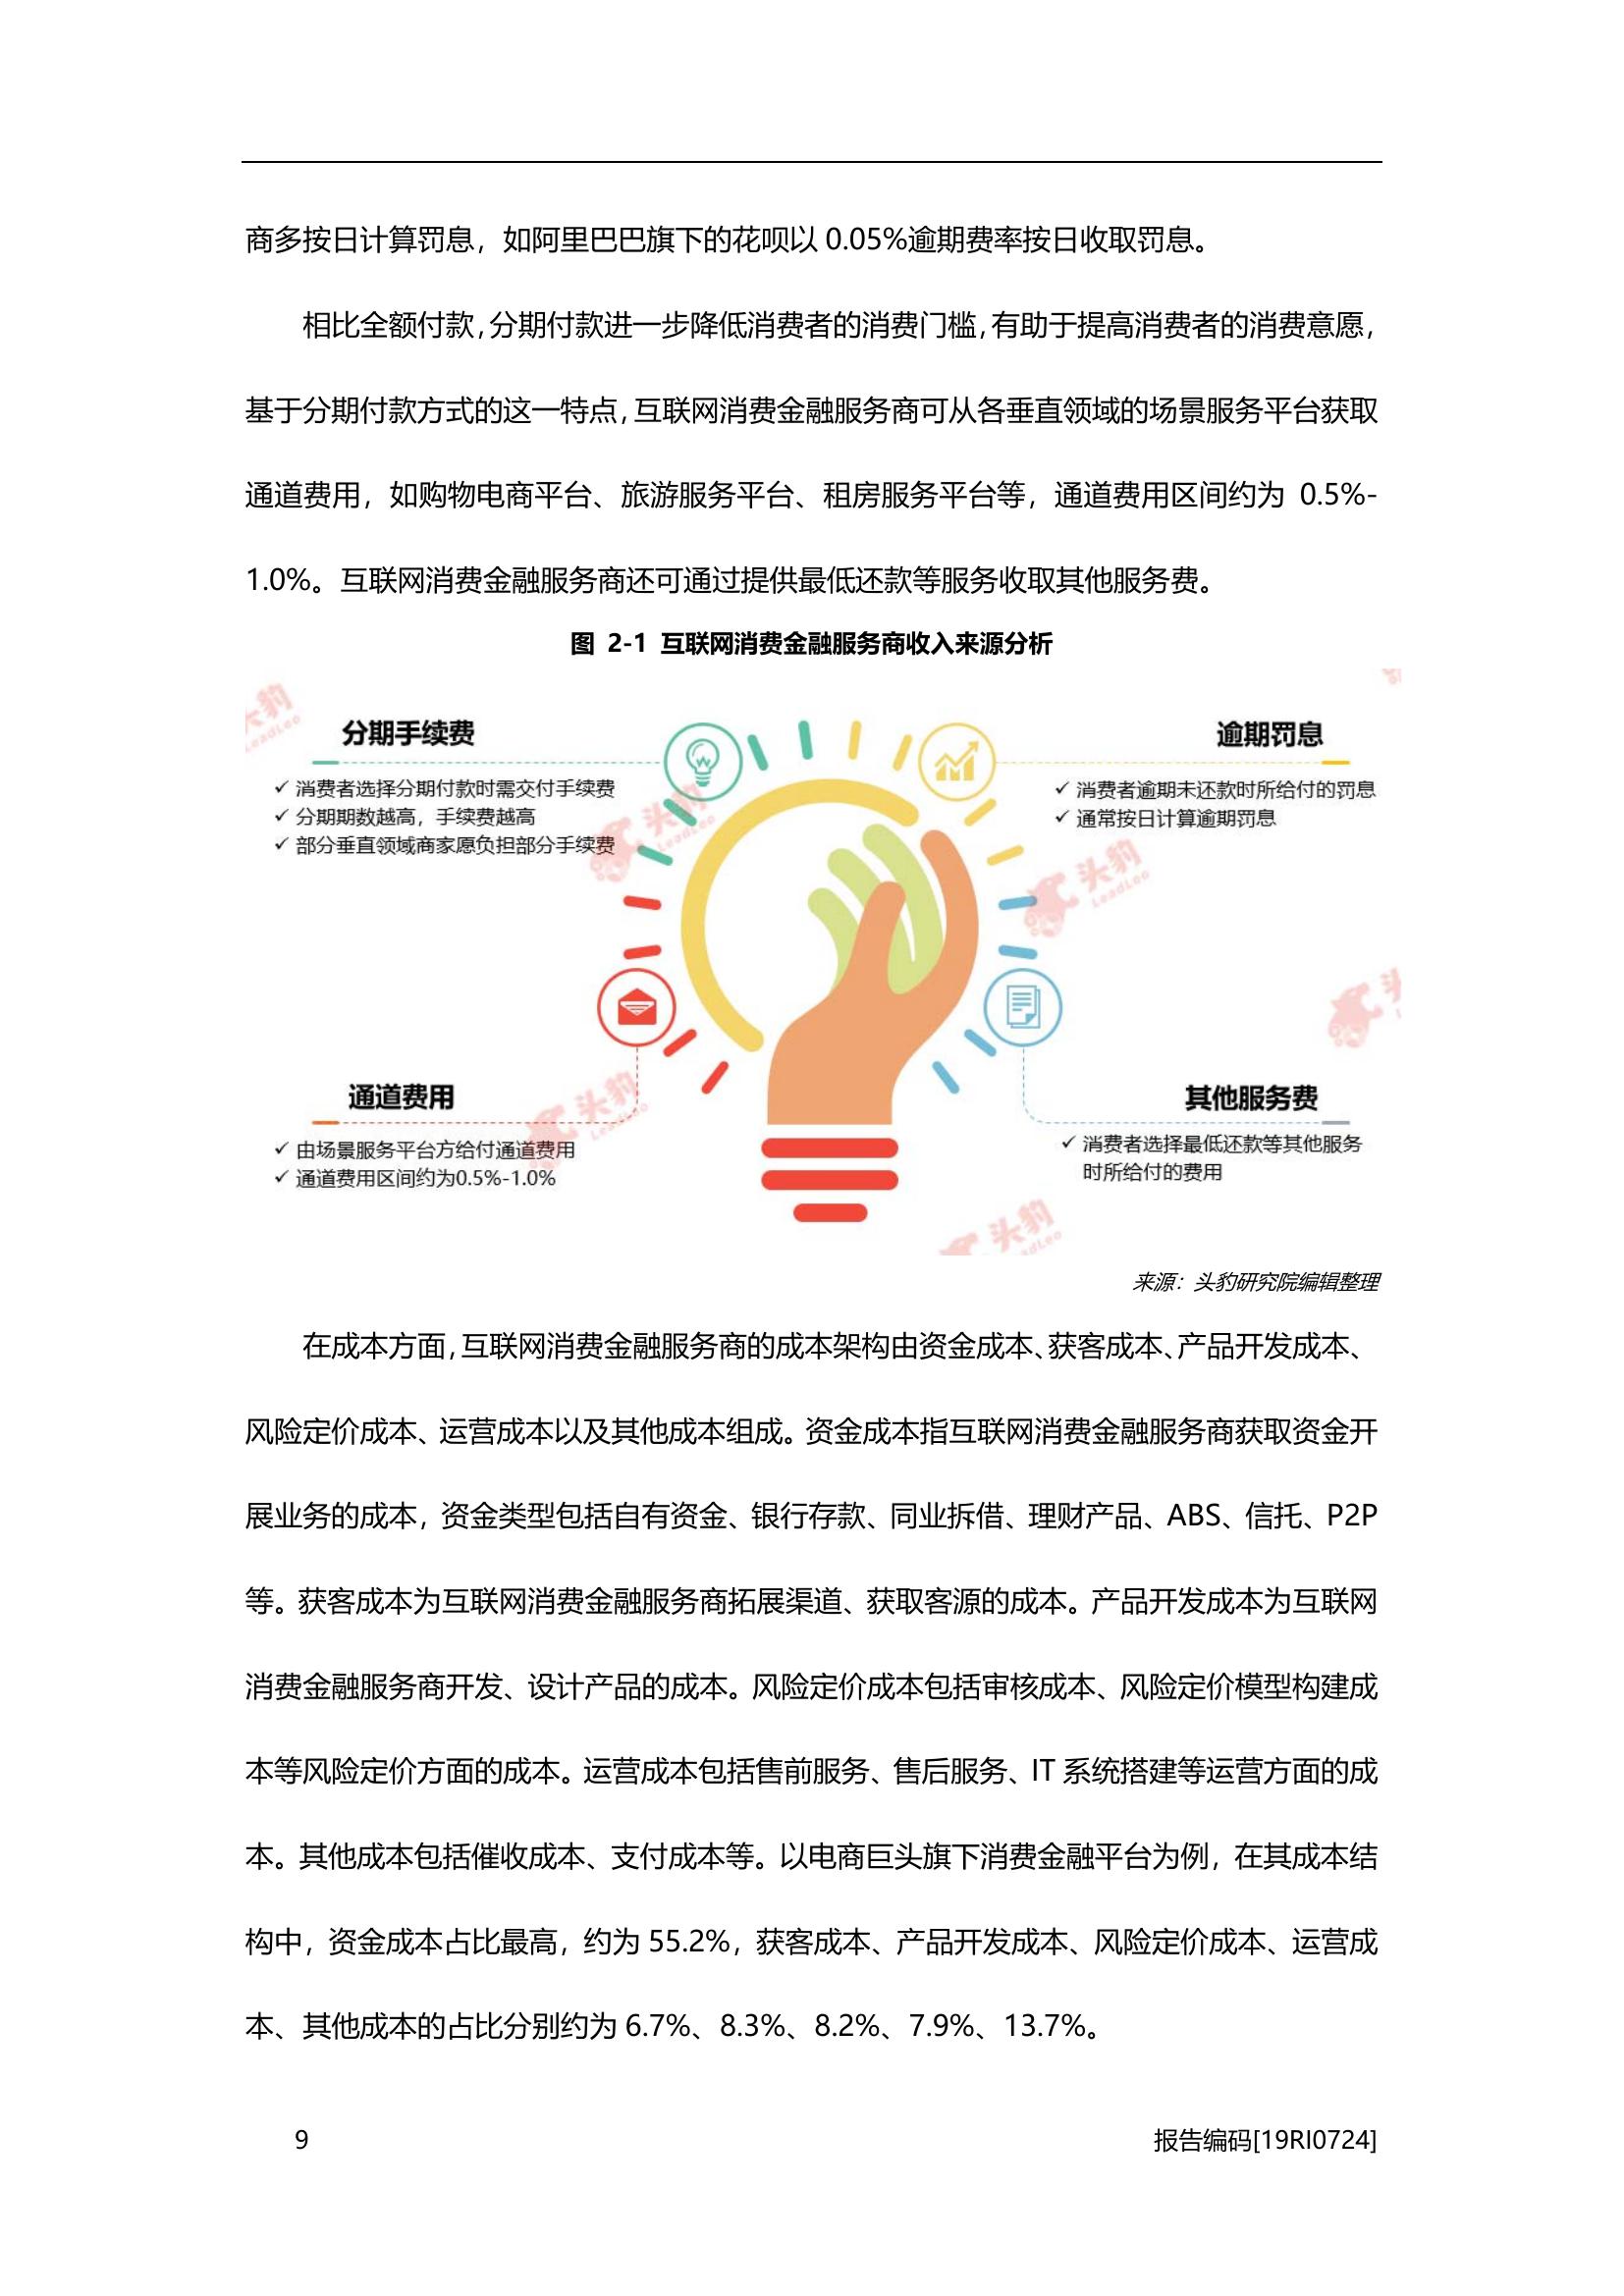 商多按日计算罚息，如阿里巴巴旗下的花呗以 0.05%逾期费率按日收取罚息。
相比全额付款，分期付款进一步降低消费者的消费门槛，有助于提高消费者的消费意愿，
基于分期付款方式的这一特点，互联网消费金融服务商可从各垂直领域的场景服务平台获取
通道费用，如购物电商平台、旅游服务平台、租房服务平台等，通道费用区间约为 0.5%-
1.0%。互联网消费金融服务商还可通过提供最低还款等服务收取其他服务费。
图 2-1 互联网消费金融服务商收入来源分析
分期手续费
✓ 消费者选择分期付款时需交付手续费
✓ 分期期数越高，手续费越高
✓ 部分垂直领域商家愿负担部分手续费
逾期罚息
✓ 消费者逾期未还款时所给付的罚息
✓ 通常按日计算逾期罚息
通道费用
✓ 由场景服务平台方给付通道费用
✓ 通道费用区间约为0.5%-1.0%
其他服务费
✓ 消费者选择最低还款等其他服务
时所给付的费用
头豹
LeadLeo
头豹
LeadLeo
头豹
LeadLeo
头豹
来源：头豹研究院编辑整理
在成本方面，互联网消费金融服务商的成本架构由资金成本、获客成本、产品开发成本、
风险定价成本、运营成本以及其他成本组成。资金成本指互联网消费金融服务商获取资金开
展业务的成本，资金类型包括自有资金、银行存款、同业拆借、理财产品、ABS、信托、P2P
等。获客成本为互联网消费金融服务商拓展渠道、获取客源的成本。产品开发成本为互联网
消费金融服务商开发、设计产品的成本。风险定价成本包括审核成本、风险定价模型构建成
本等风险定价方面的成本。运营成本包括售前服务、售后服务、IT 系统搭建等运营方面的成
本。其他成本包括催收成本、支付成本等。以电商巨头旗下消费金融平台为例，在其成本结
构中，资金成本占比最高，约为 55.2%，获客成本、产品开发成本、风险定价成本、运营成
本、其他成本的占比分别约为 6.7%、8.3%、8.2%、7.9%、13.7%。
9
报告编码[19RI0724]